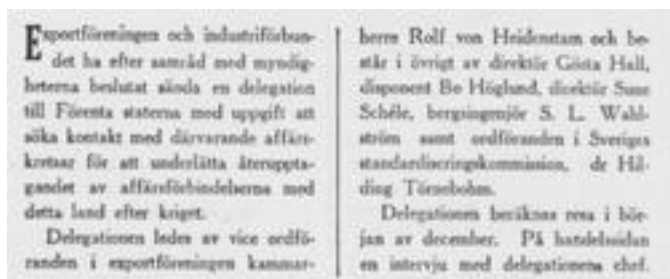 Exportföreningen och industriförbun-
det ha efter samråd med myndig-
heterna beslutat sända en delegation
till Förenta staterna med uppgift att
söka kontakt med därvarande affärs-
kretsar för att underlätta återuppta-
gandet av affärsförbindelserna med
detta land efter kriget.
Delegationen ledes av vice ordfö-
randen i exportföreningen kammar-
herre Rolf von Heidenstam och be-
står i övrigt av direktör Gösta Hall,
disponent Bo Höglund, direktör Sune
Schéle, bergsingenjör S. L. Wahl-
ström samt ordföranden i Sveriges
standardiseringskommission, dr Hil-
ding Törnebohm.
Delegationen beräknas resa i bör-
jan av december. På handelssidan
en intervju med delegationens chef.